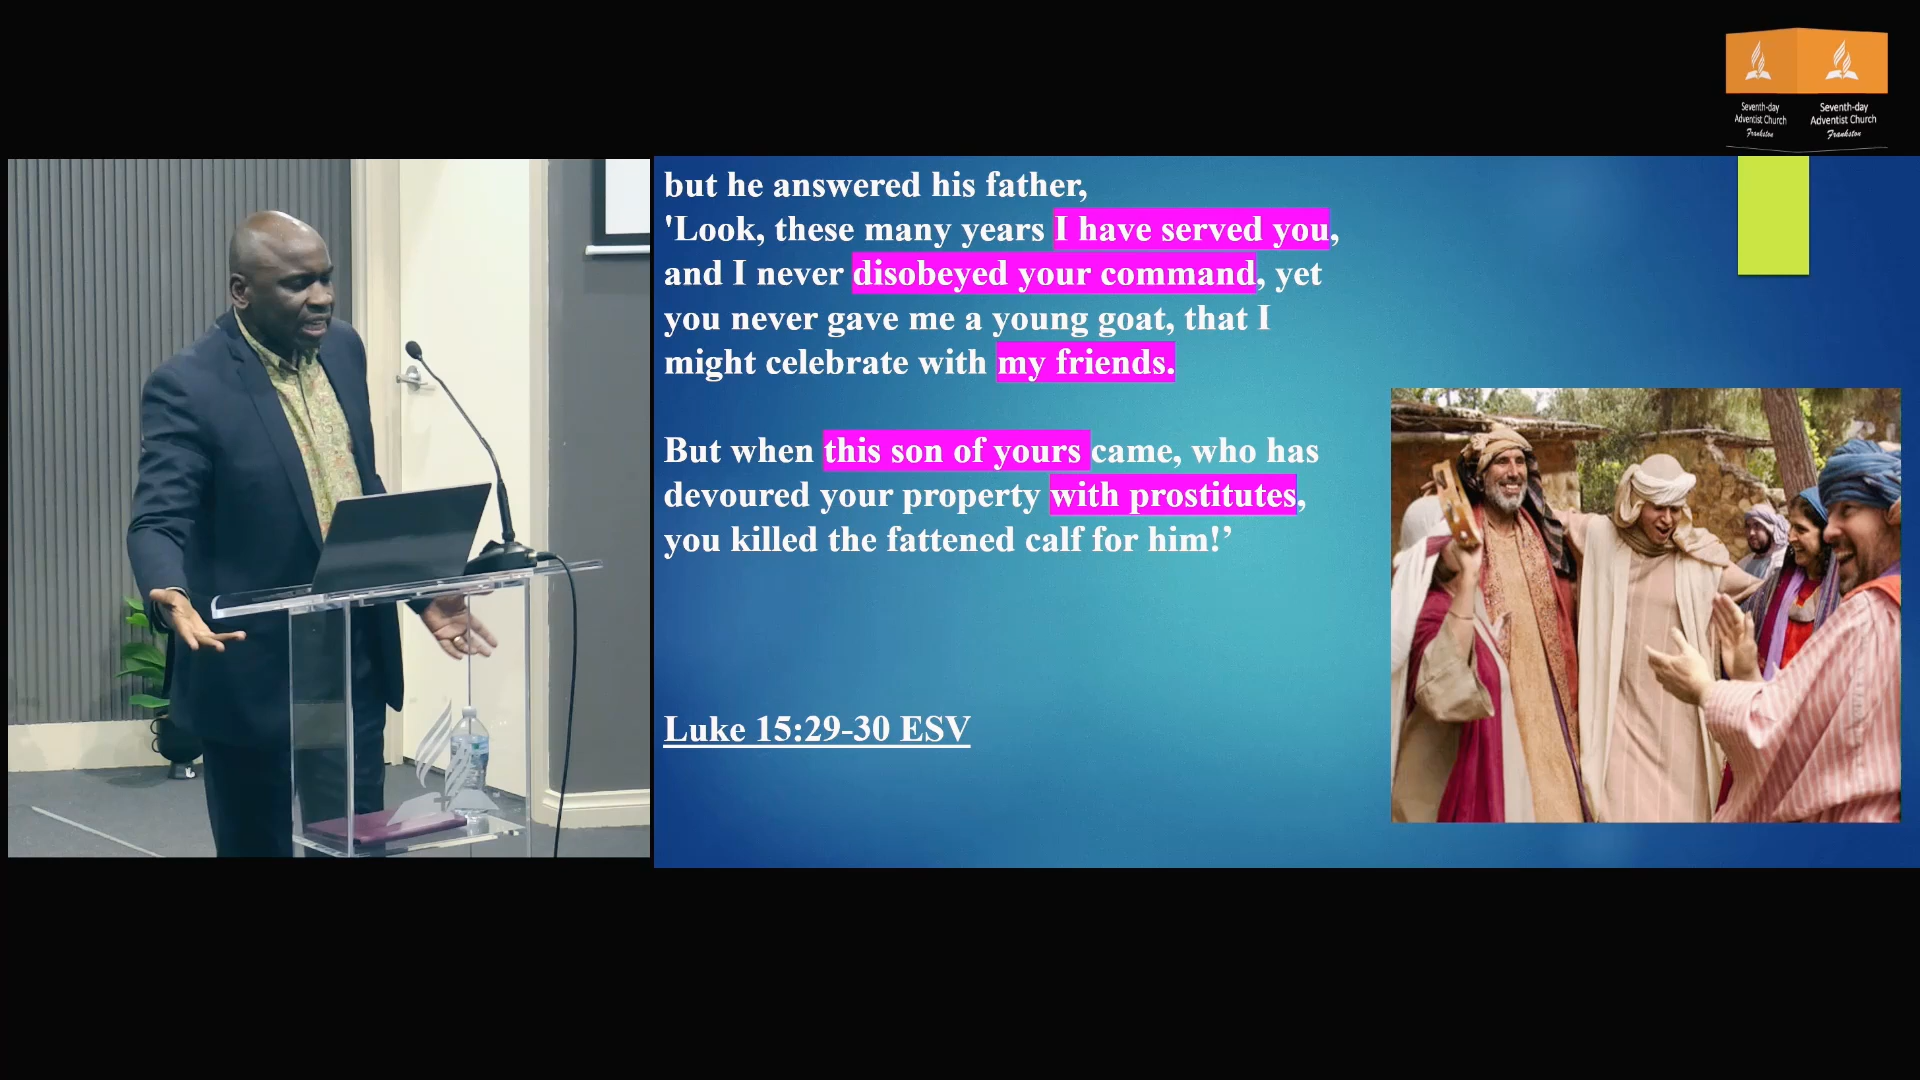 Seventh-day
Adventist Church
Frankston
Seventh-day
Adventist Church
Frankston
but he answered his father,
'Look, these many years I have served you,
and I never disobeyed your command, yet
you never gave me a young goat, that I
might celebrate with my friends.
But when this son of yours came, who has
devoured your property with prostitutes,
you killed the fattened calf for him!’
Luke 15:29-30 ESV